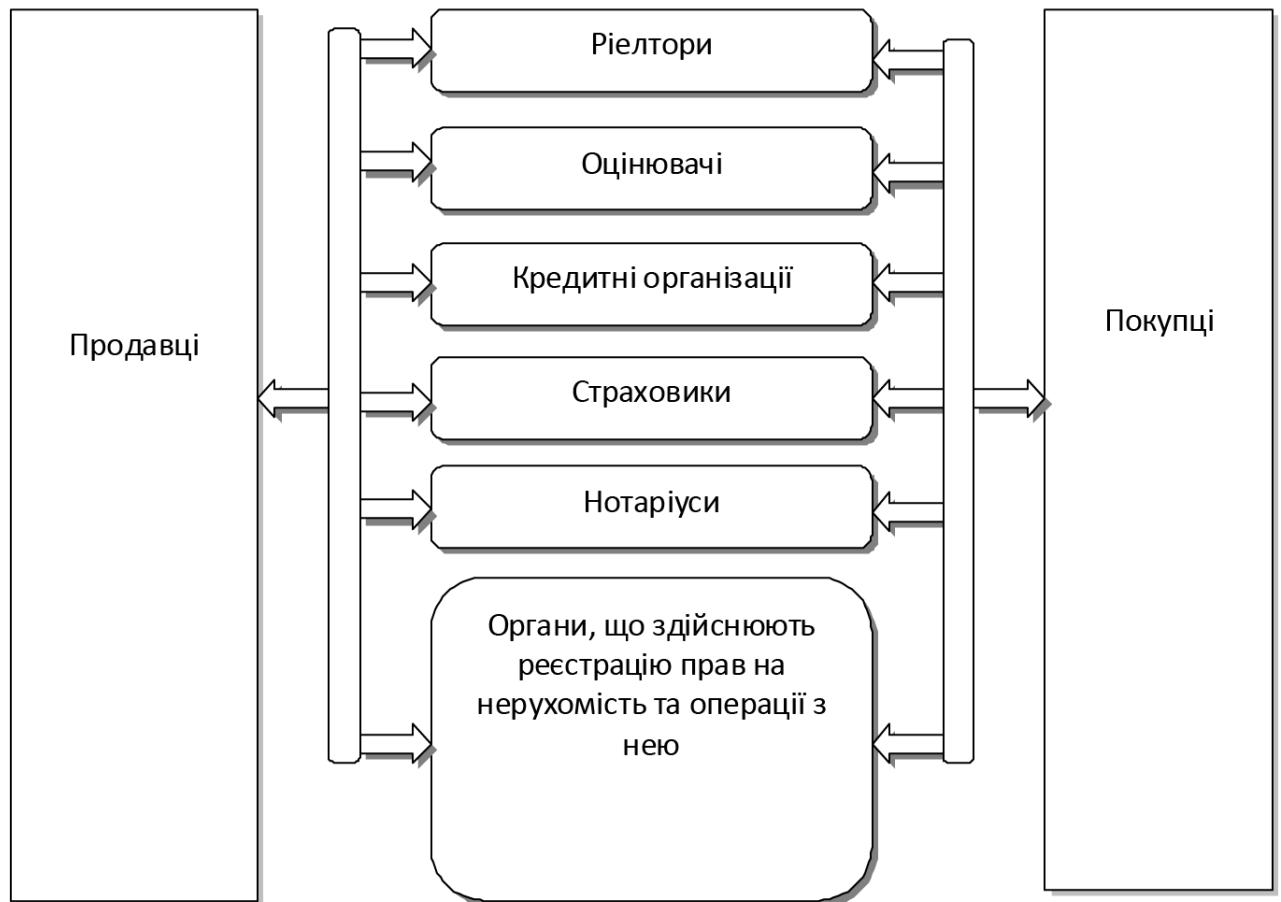 Продавці
Ріелтори
Оцінювачі
Кредитні організації
Страховики
Нотаріуси
Органи, що здійснюють
реєстрацію прав на
нерухомість та операції з
нею
Покупці